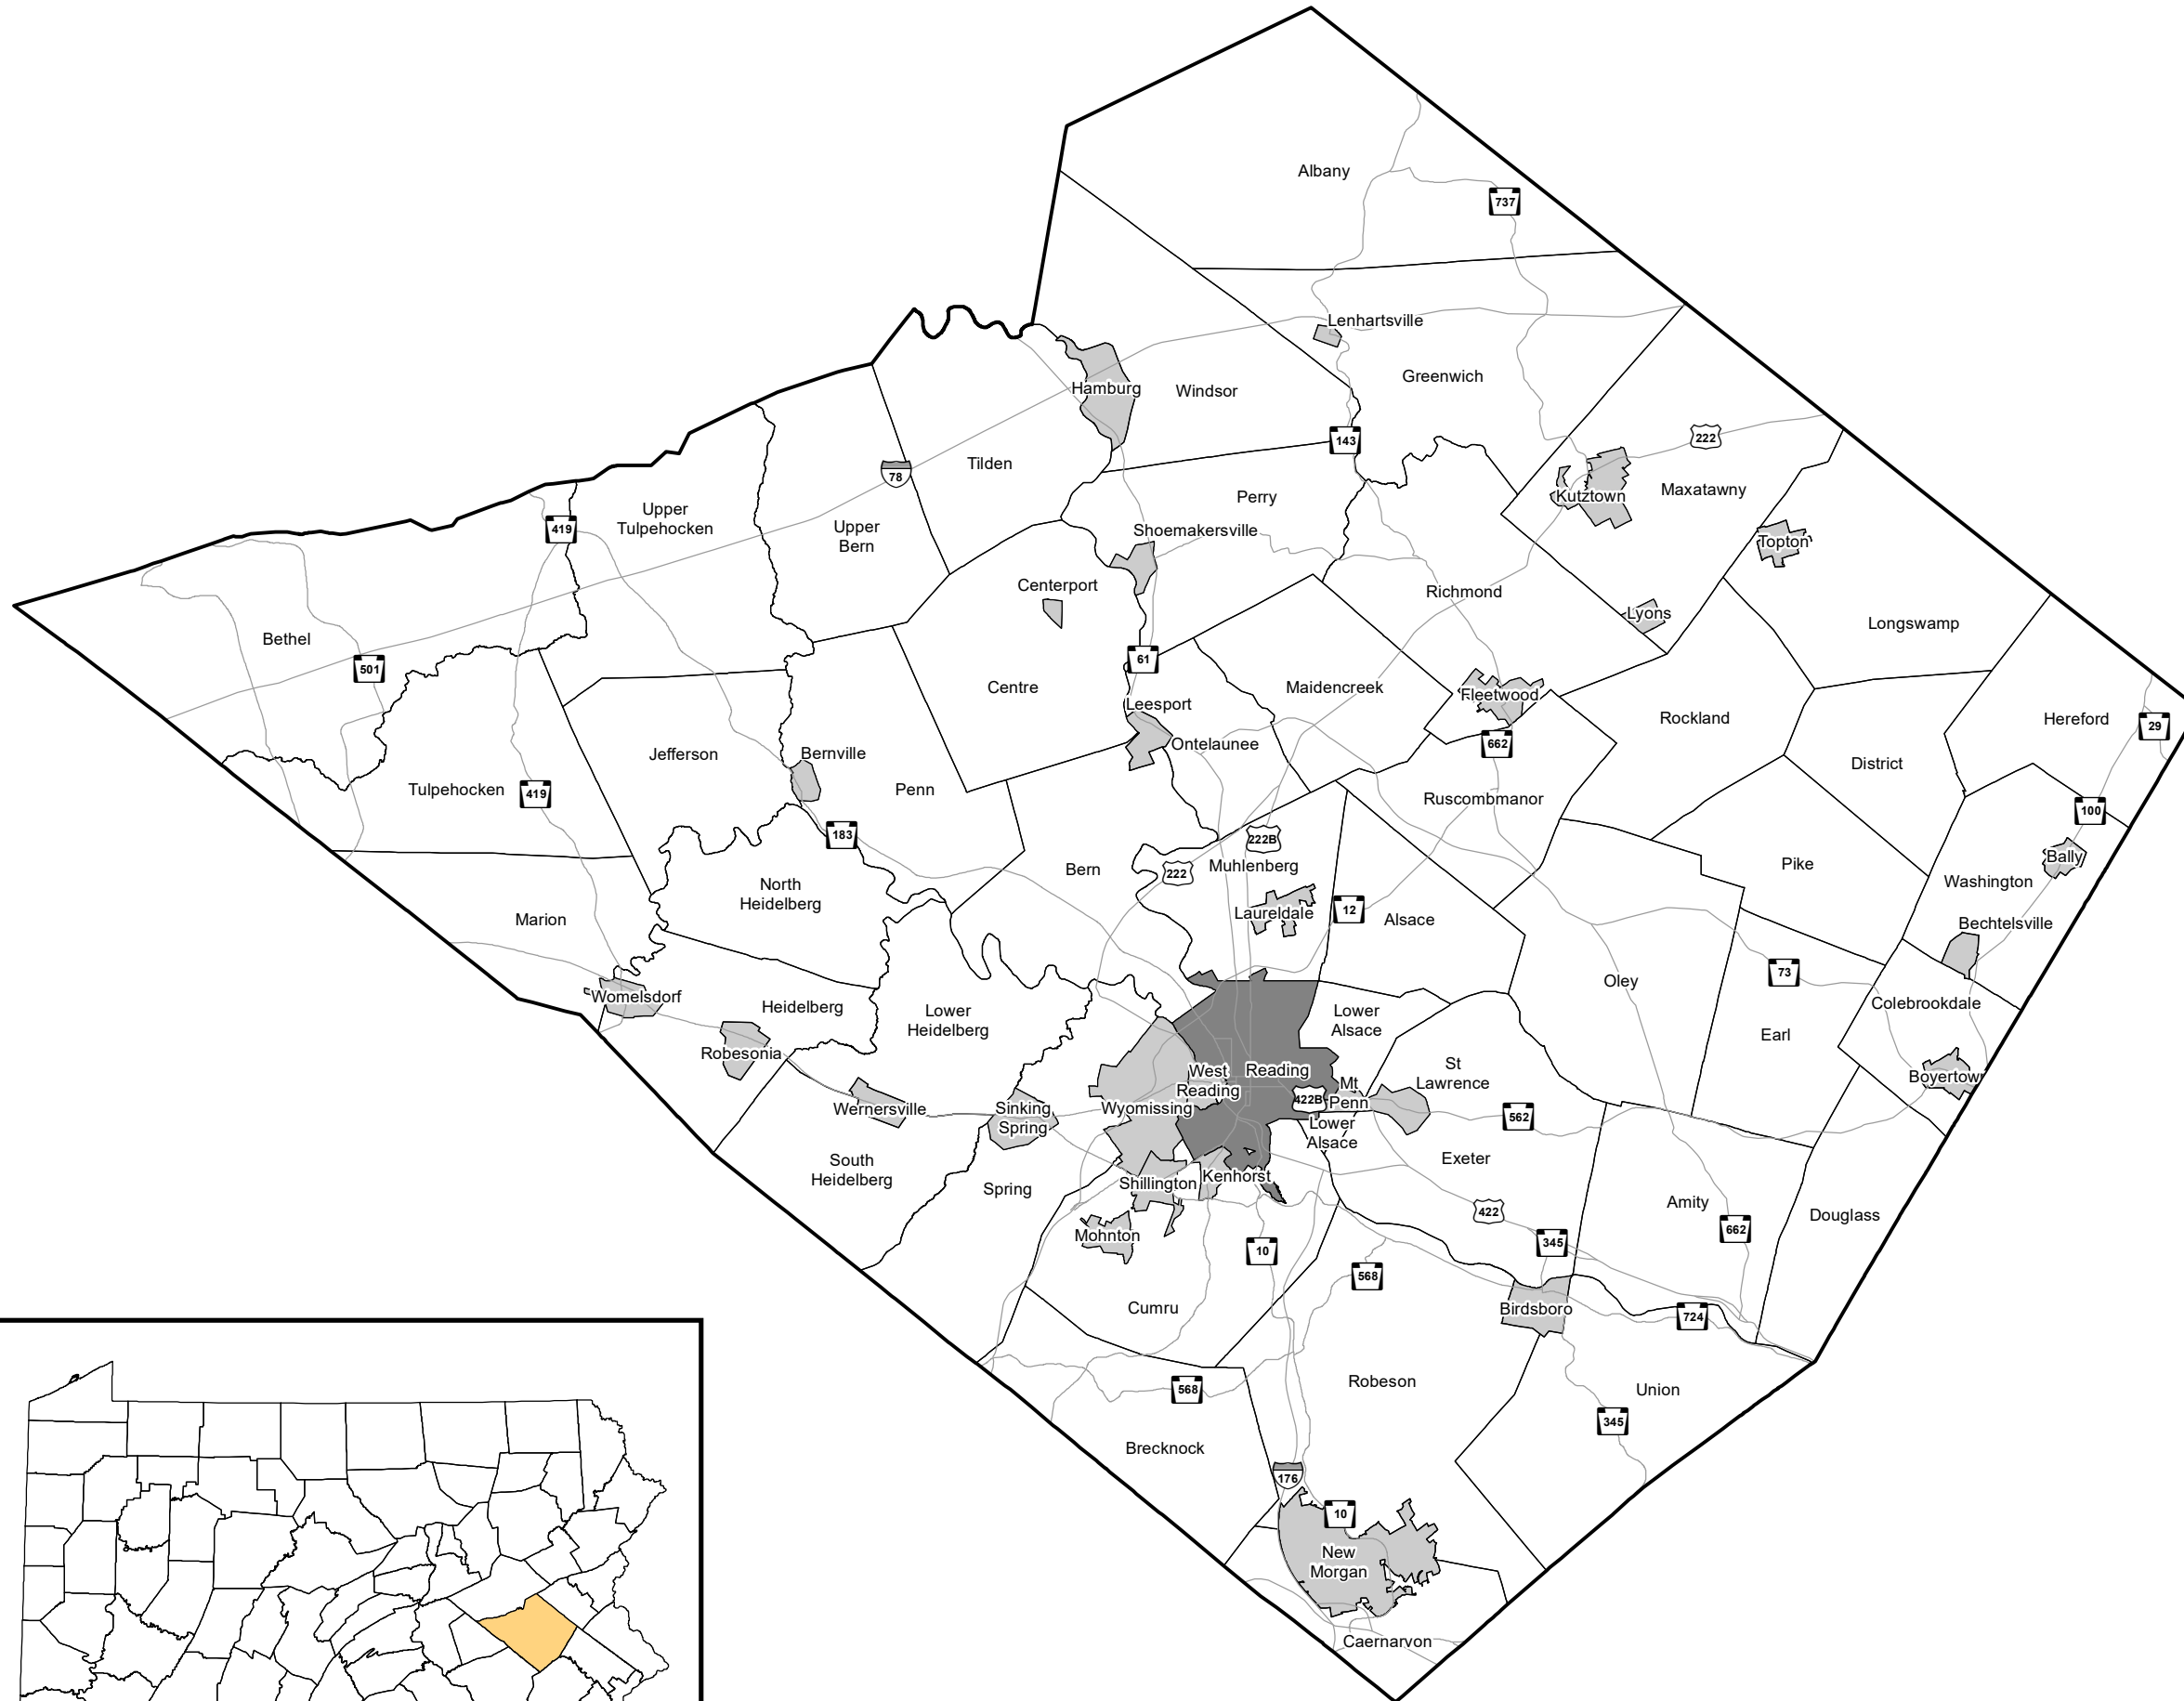 Albany
737
Lenhartsville
Greenwich
Hamburg
Windsor
143
222
Tilden
78
Kutztown
Maxatawny
Perry
Upper
Tulpehocken
419
Upper
Bern
Shoemakersville
Topton
Centerport
Richmond
Lyons
Longswamp
Bethel
501
61
Centre
Maidencreek
Fleetwood
Leesport
Rockland
Hereford
29
Ontelaunee
662
Jefferson
Bernville
District
Tulpehocken
419
Penn
Ruscombmanor
100
183
222B
Muhlenberg
222
Bern
Pike
Bally
Washington
North
Heidelberg
Marion
Laureldale
12
Alsace
Bechtelsville
73
Oley
Womelsdorf
Heidelberg
Lower
Heidelberg
Lower
Alsace
Colebrookdale
Earl
Robesonia
West
Reading
Reading
St
Lawrence
Boyertow
Mt
Penn
422B
Wernersville
Sinking
Spring
Wyomissing
562
Lower
Alsace
Exeter
South
Heidelberg
Spring
Shillington
Kenhorst
Amity
Douglass
422
662
Mohnton
10
345
568
Cumru
Birdsboro
724
Robeson
568
Union
345
Brecknock
176
10
New
Morgan
Caernarvon